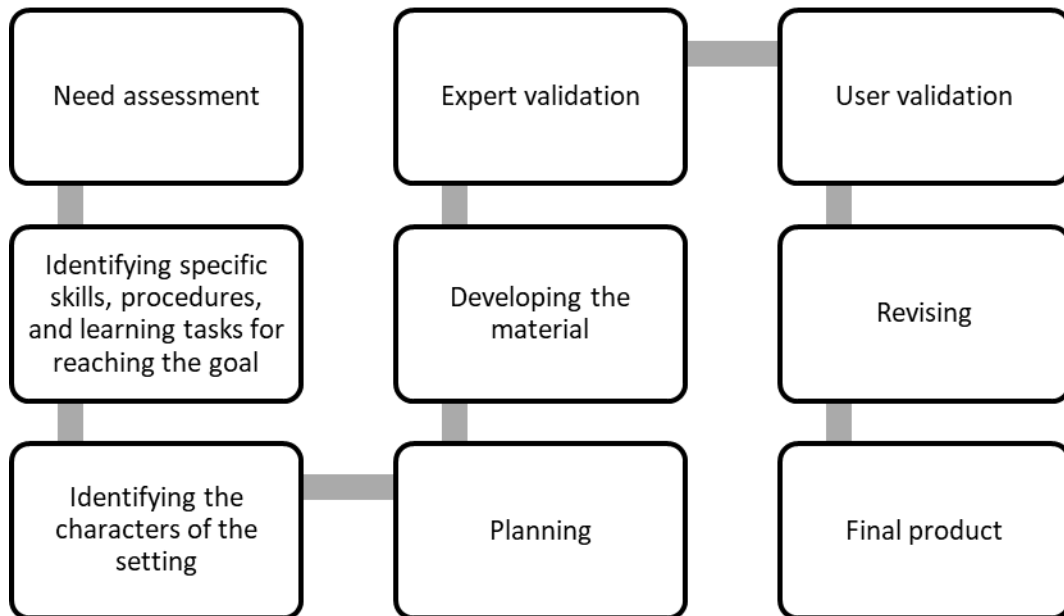 Need assessment
Identifying specific
skills, procedures,
and learning tasks for
reaching the goal
Identifying the
characters of the
setting
Planning
Developing the
material
Expert validation
User validation
Revising
Final product